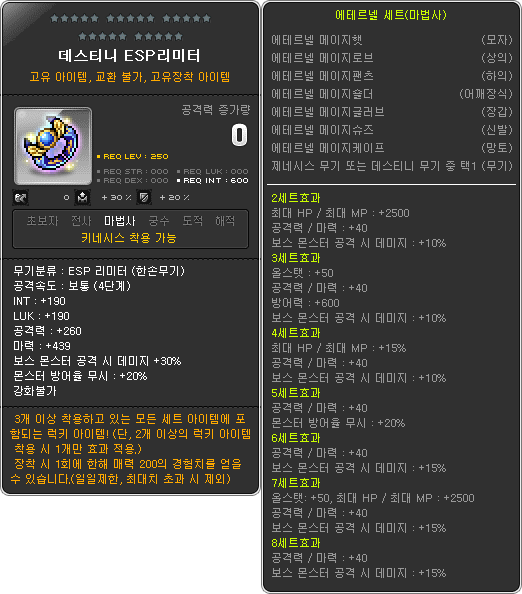 데스티니 ESP리미터
고유 아이템, 교환 불가, 고유장착 아이템
공격력 증가량
0
REQ LEV : 250
REQ STR : 000
REQ LUK : 000
REQ DEX : 000
REQ INT : 600
0
+ 30 %
+ 20 %
초보자 전사 마법사 궁수 도적 해적
키네시스 착용 가능
무기분류 : ESP 리미터 (한손무기)
공격속도 : 보통 (4단계)
INT : +190
LUK : +190
공격력 : +260
마력 : +439
보스 몬스터 공격 시 데미지 +30%
몬스터 방어율 무시 : +20%
강화불가
3개 이상 착용하고 있는 모든 세트 아이템에 포
함되는 럭키 아이템! (단, 2개 이상의 럭키 아이템
착용 시 1개만 효과 적용.)
장착 시 1회에 한해 매력 200의 경험치를 얻을
수 있습니다.(일일제한, 최대치 초과 시 제외)
에테르넬 세트(마법사)
에테르넬 메이지햇 (모자)
에테르넬 메이지로브 (상의)
에테르넬 메이지팬츠 (하의)
에테르넬 메이지숄더 (어깨장식)
에테르넬 메이지글러브 (장갑)
에테르넬 메이지슈즈 (신발)
에테르넬 메이지케이프 (망토)
제네시스 무기 또는 데스티니 무기 중 택1 (무기)
2세트효과
최대 HP / 최대 MP : +2500
공격력 / 마력 : +40
보스 몬스터 공격 시 데미지 : +10%
3세트효과
올스탯 : +50
공격력 / 마력 : +40
방어력 : +600
보스 몬스터 공격 시 데미지 : +10%
4세트효과
최대 HP / 최대 MP : +15%
공격력 / 마력 : +40
보스 몬스터 공격 시 데미지 : +10%
5세트효과
공격력 / 마력 : +40
몬스터 방어율 무시 : +20%
6세트효과
공격력 / 마력 : +40
보스 몬스터 공격 시 데미지 : +15%
7세트효과
올스탯: +50, 최대 HP / 최대 MP : +2500
공격력 / 마력 : +40
보스 몬스터 공격 시 데미지 : +15%
8세트효과
공격력 / 마력 : +40
보스 몬스터 공격 시 데미지 : +15%